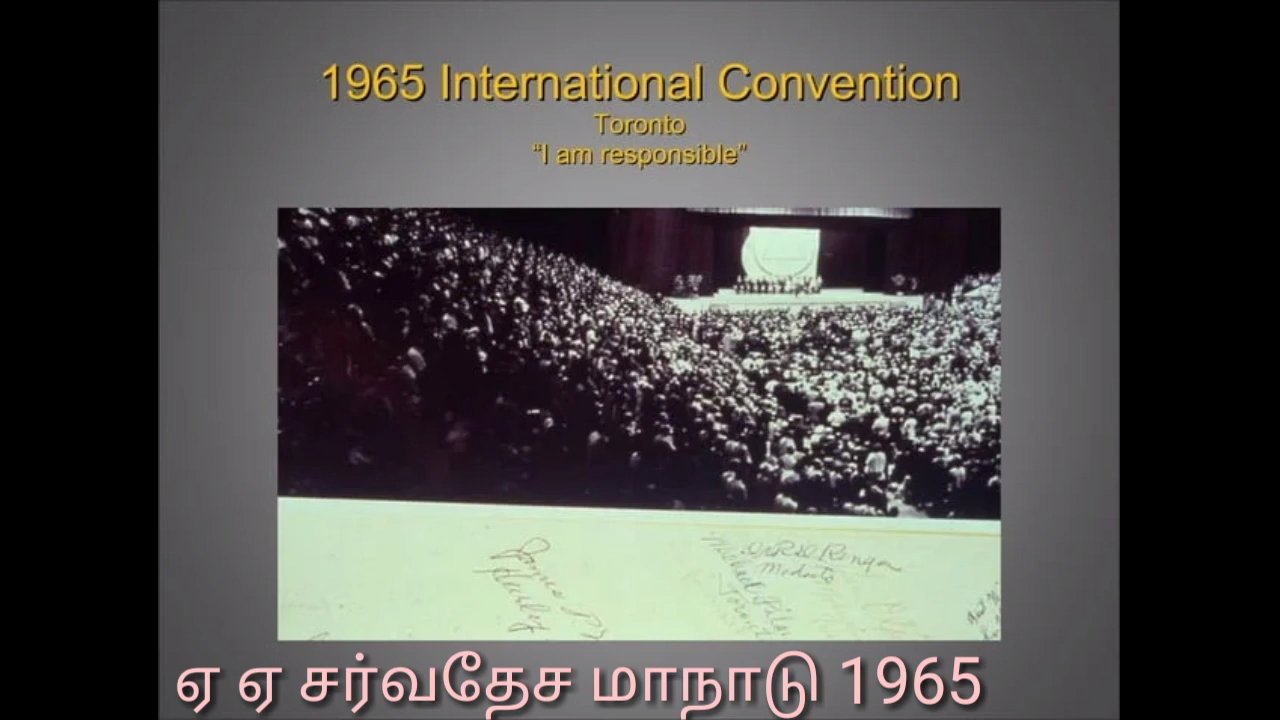 1965 International Convention
Toronto
“I am responsible”
ஏ ஏ சர்வதேச மாநாடு 1965